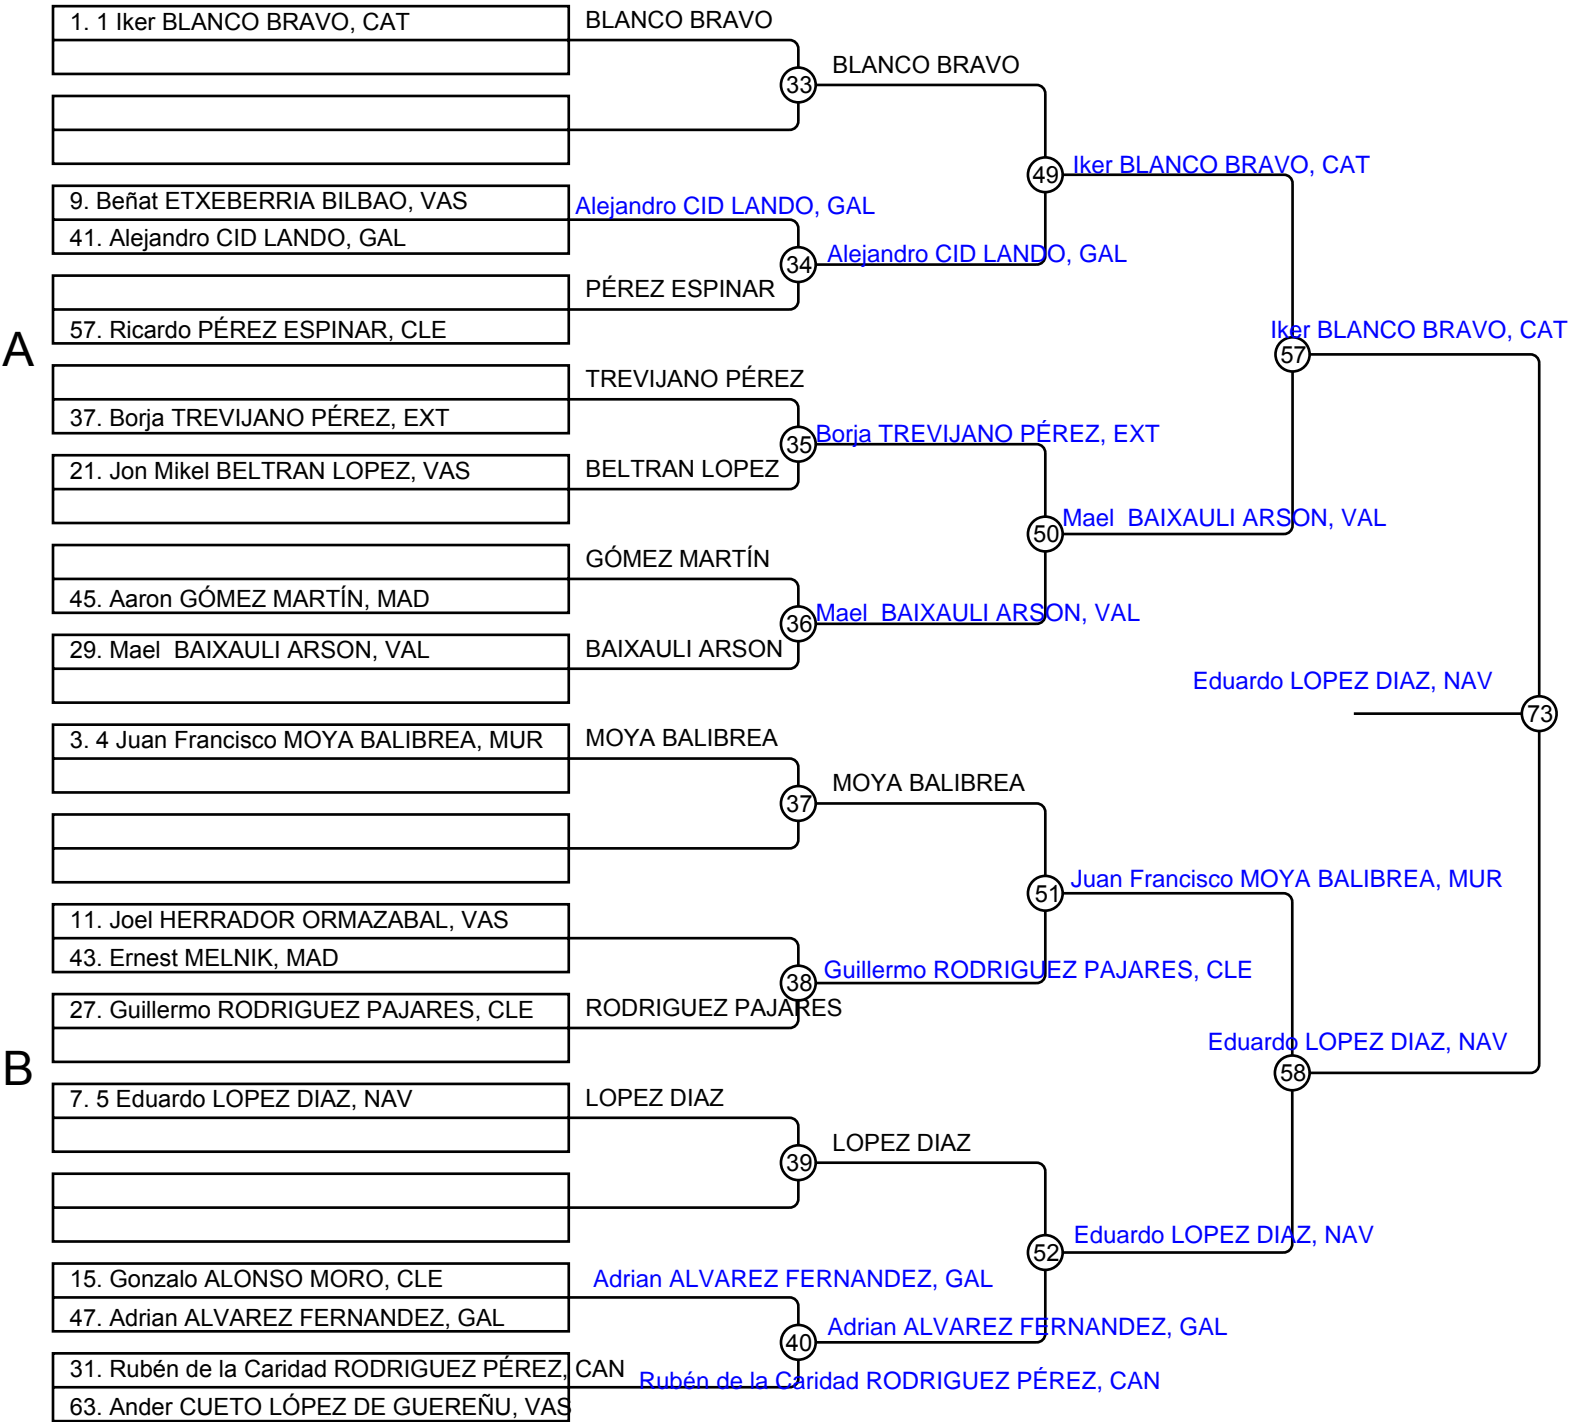 1. 1 Iker BLANCO BRAVO, CAT
BLANCO BRAVO
33
BLANCO BRAVO
49
Iker BLANCO BRAVO, CAT
9. Beñat ETXEBERRIA BILBAO, VAS
41. Alejandro CID LANDO, GAL
Alejandro CID LANDO, GAL
34
Alejandro CID LANDO, GAL
PÉREZ ESPINAR
57. Ricardo PÉREZ ESPINAR, CLE
A
57
Iker BLANCO BRAVO, CAT
TREVIJANO PÉREZ
37. Borja TREVIJANO PÉREZ, EXT
35
Borja TREVIJANO PÉREZ, EXT
21. Jon Mikel BELTRAN LOPEZ, VAS
BELTRAN LOPEZ
50
Mael  BAIXAULI ARSON, VAL
GÓMEZ MARTÍN
45. Aaron GÓMEZ MARTÍN, MAD
36
Mael  BAIXAULI ARSON, VAL
29. Mael  BAIXAULI ARSON, VAL
BAIXAULI ARSON
Eduardo LOPEZ DIAZ, NAV
73
3. 4 Juan Francisco MOYA BALIBREA, MUR
MOYA BALIBREA
37
MOYA BALIBREA
51
Juan Francisco MOYA BALIBREA, MUR
11. Joel HERRADOR ORMAZABAL, VAS
43. Ernest MELNIK, MAD
38
Guillermo RODRIGUEZ PAJARES, CLE
27. Guillermo RODRIGUEZ PAJARES, CLE
RODRIGUEZ PAJARES
B
58
Eduardo LOPEZ DIAZ, NAV
7. 5 Eduardo LOPEZ DIAZ, NAV
LOPEZ DIAZ
39
LOPEZ DIAZ
52
Eduardo LOPEZ DIAZ, NAV
15. Gonzalo ALONSO MORO, CLE
47. Adrian ALVAREZ FERNANDEZ, GAL
Adrian ALVAREZ FERNANDEZ, GAL
40
Adrian ALVAREZ FERNANDEZ, GAL
31. Rubén de la Caridad RODRIGUEZ PÉREZ, CAN
Rubén de la Caridad RODRIGUEZ PÉREZ, CAN
63. Ander CUETO LÓPEZ DE GUEREÑU, VAS